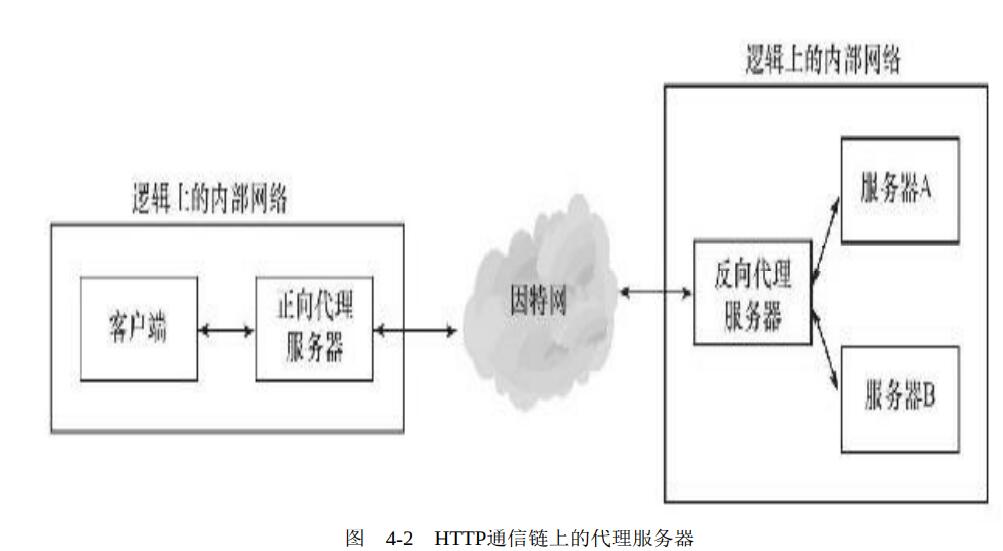 逻辑上的内部网络
客户端
正向代理
服务器
因特网
逻辑上的内部网络
反向代理
服务器
服务器A
服务器B
图 4-2 HTTP通信链上的代理服务器